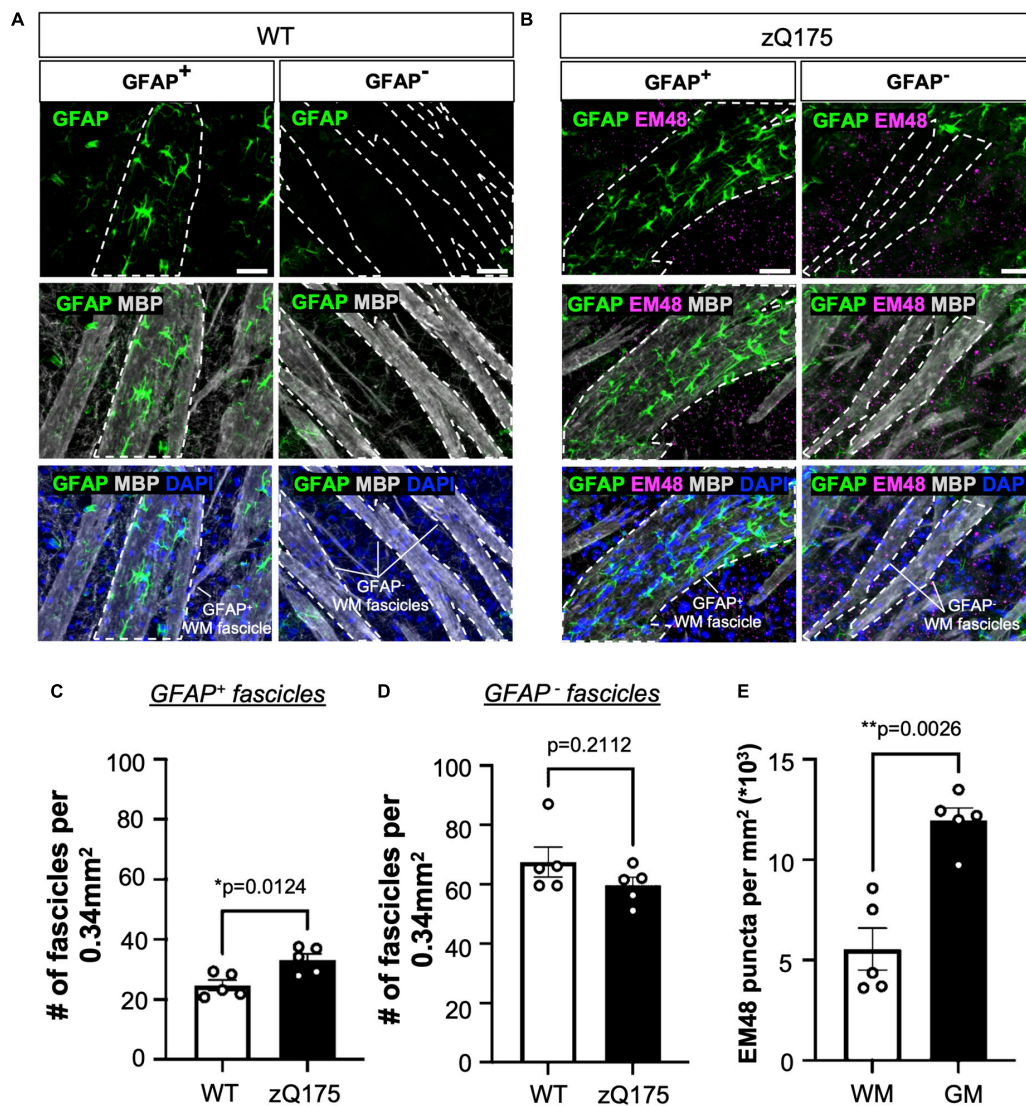 A
WT
GFAP⁺
GFAP⁻
GFAP
GFAP
GFAP MBP
GFAP MBP
GFAP MBP DAPI
GFAP MBP DAPI
GFAP⁺
WM fascicle
GFAP⁻
WM fascicles
B
zQ175
GFAP⁺
GFAP⁻
GFAP EM48
GFAP EM48
GFAP EM48 MBP
GFAP EM48 MBP
GFAP EM48 MBP DAPI
GFAP EM48 MBP DAP
GFAP⁺
WM fascicle
GFAP⁻
WM fascicles
C
GFAP⁺ fascicles
# of fascicles per
0.34mm²
100
80
60
40
20
0
*p=0.0124
WT
zQ175
D
GFAP⁻ fascicles
# of fascicles per
0.34mm²
100
80
60
40
20
0
p=0.2112
WT
zQ175
E
EM48 puncta per mm² (*10³)
15
10
5
0
**p=0.0026
WM
GM